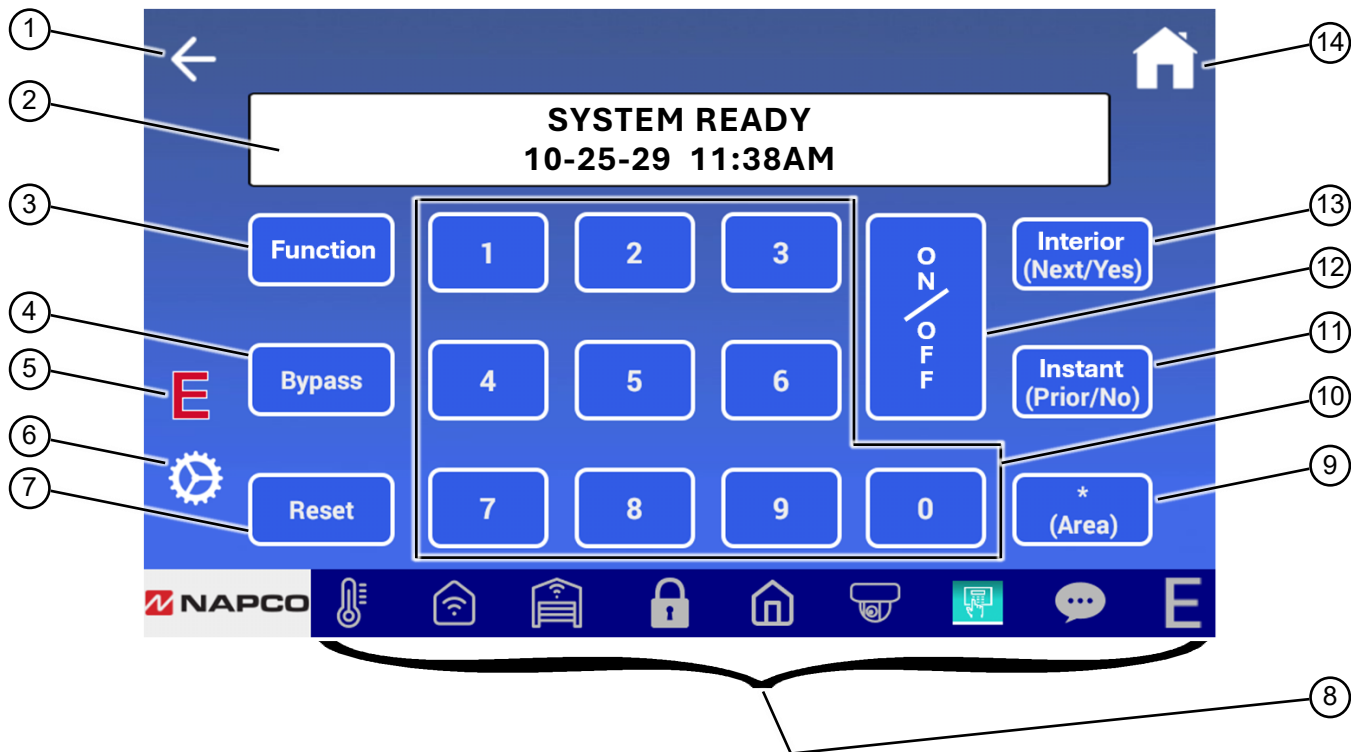 1
14
2
SYSTEM READY
10-25-29 11:38AM
3
Function
1
2
3
ON/OFF
Interior
(Next/Yes)
13
12
4
Bypass
4
5
6
Instant
(Prior/No)
11
5
E
10
6
7
Reset
7
8
9
0
*
(Area)
9
NAPCO
E
8